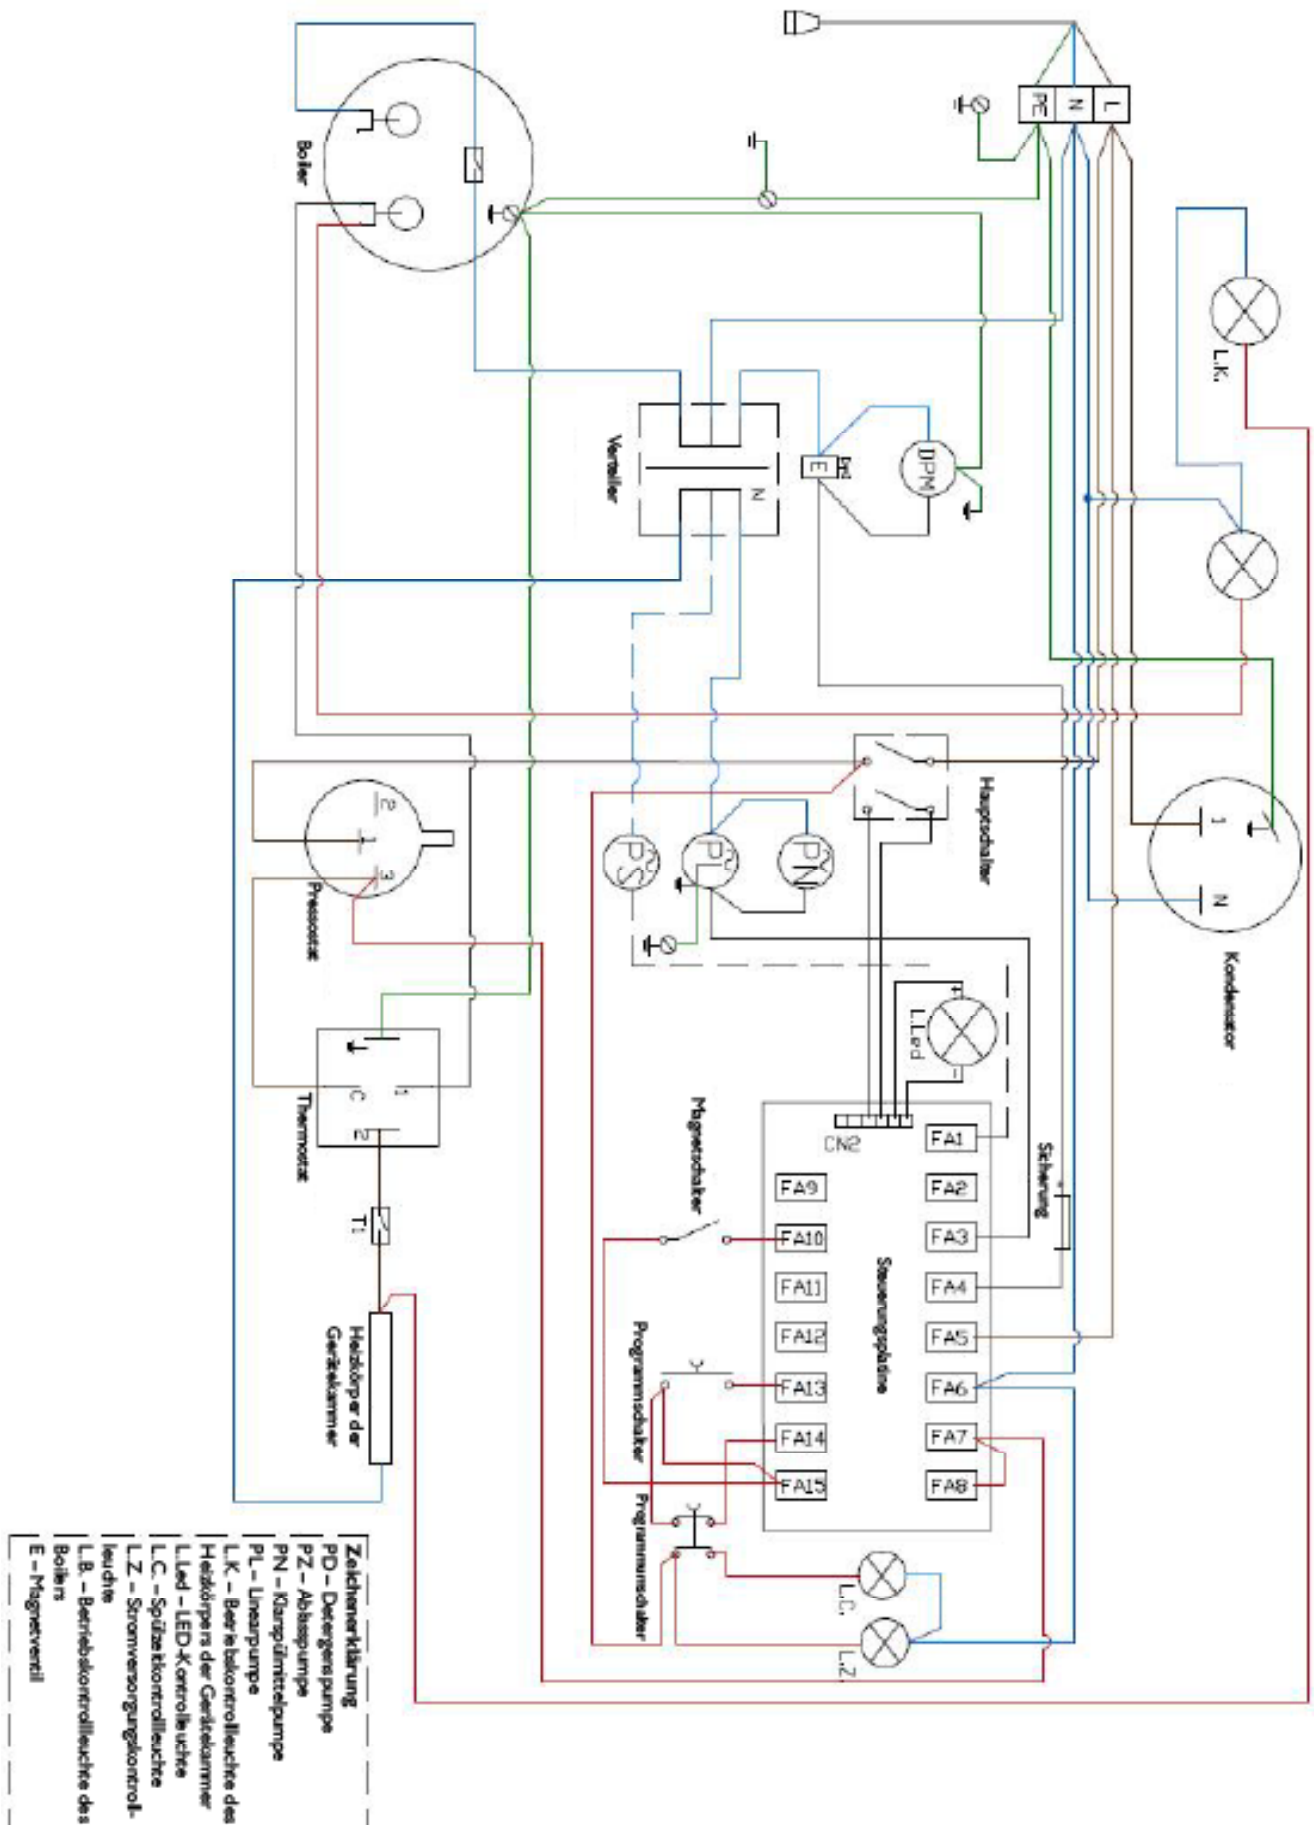 L
N
PE
L.K.
Boiler
Verteiler
N
E
DPM
Hauptschalter
1
N
Kondensator
2
1
3
Pressostat
PS
PL
PN
L.Led
+
-
1
C
2
Thermostat
T1
Heizkörper der
Gerätekammer
Magnetschalter
Sicherung
CN2
Steuerungsplatine
FA1
FA2
FA3
FA4
FA5
FA6
FA7
FA8
FA9
FA10
FA11
FA12
FA13
FA14
FA15
Programmschalter
Programmumschalter
L.C.
L.Z.
Zeichenerklärung
PD – Detergenspumpe
PZ – Ablasspumpe
PN – Klarspülmittelpumpe
PL – Linearpumpe
L.K. – Betriebskontrollleuchte des
Heizkörpers der Gerätekammer
L.Led – LED-Kontrolleuchte
L.C. – Spülzeitkontrollleuchte
L.Z. – Stromversorgungskontroll-
leuchte
L.B. – Betriebskontrollleuchte des
Boilers
E – Magnetventil